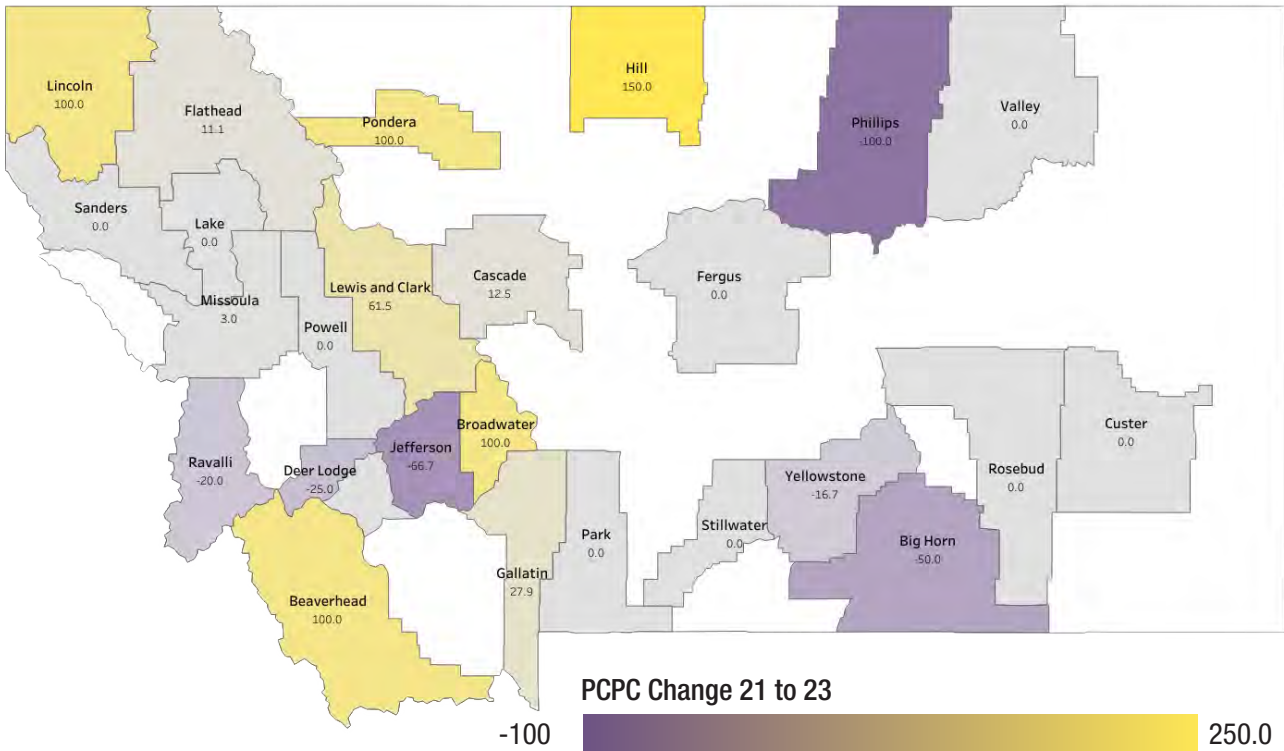 Lincoln
100.0
Flathead
11.1
Pondera
100.0
Hill
150.0
Phillips
-100.0
Valley
0.0
Sanders
0.0
Lake
0.0
Missoula
3.0
Powell
0.0
Lewis and Clark
61.5
Cascade
12.5
Fergus
0.0
Ravalli
-20.0
Deer Lodge
-25.0
Jefferson
-66.7
Broadwater
100.0
Gallatin
27.9
Park
0.0
Stillwater
0.0
Yellowstone
-16.7
Big Horn
-50.0
Rosebud
0.0
Custer
0.0
Beaverhead
100.0
PCPC Change 21 to 23
-100
250.0